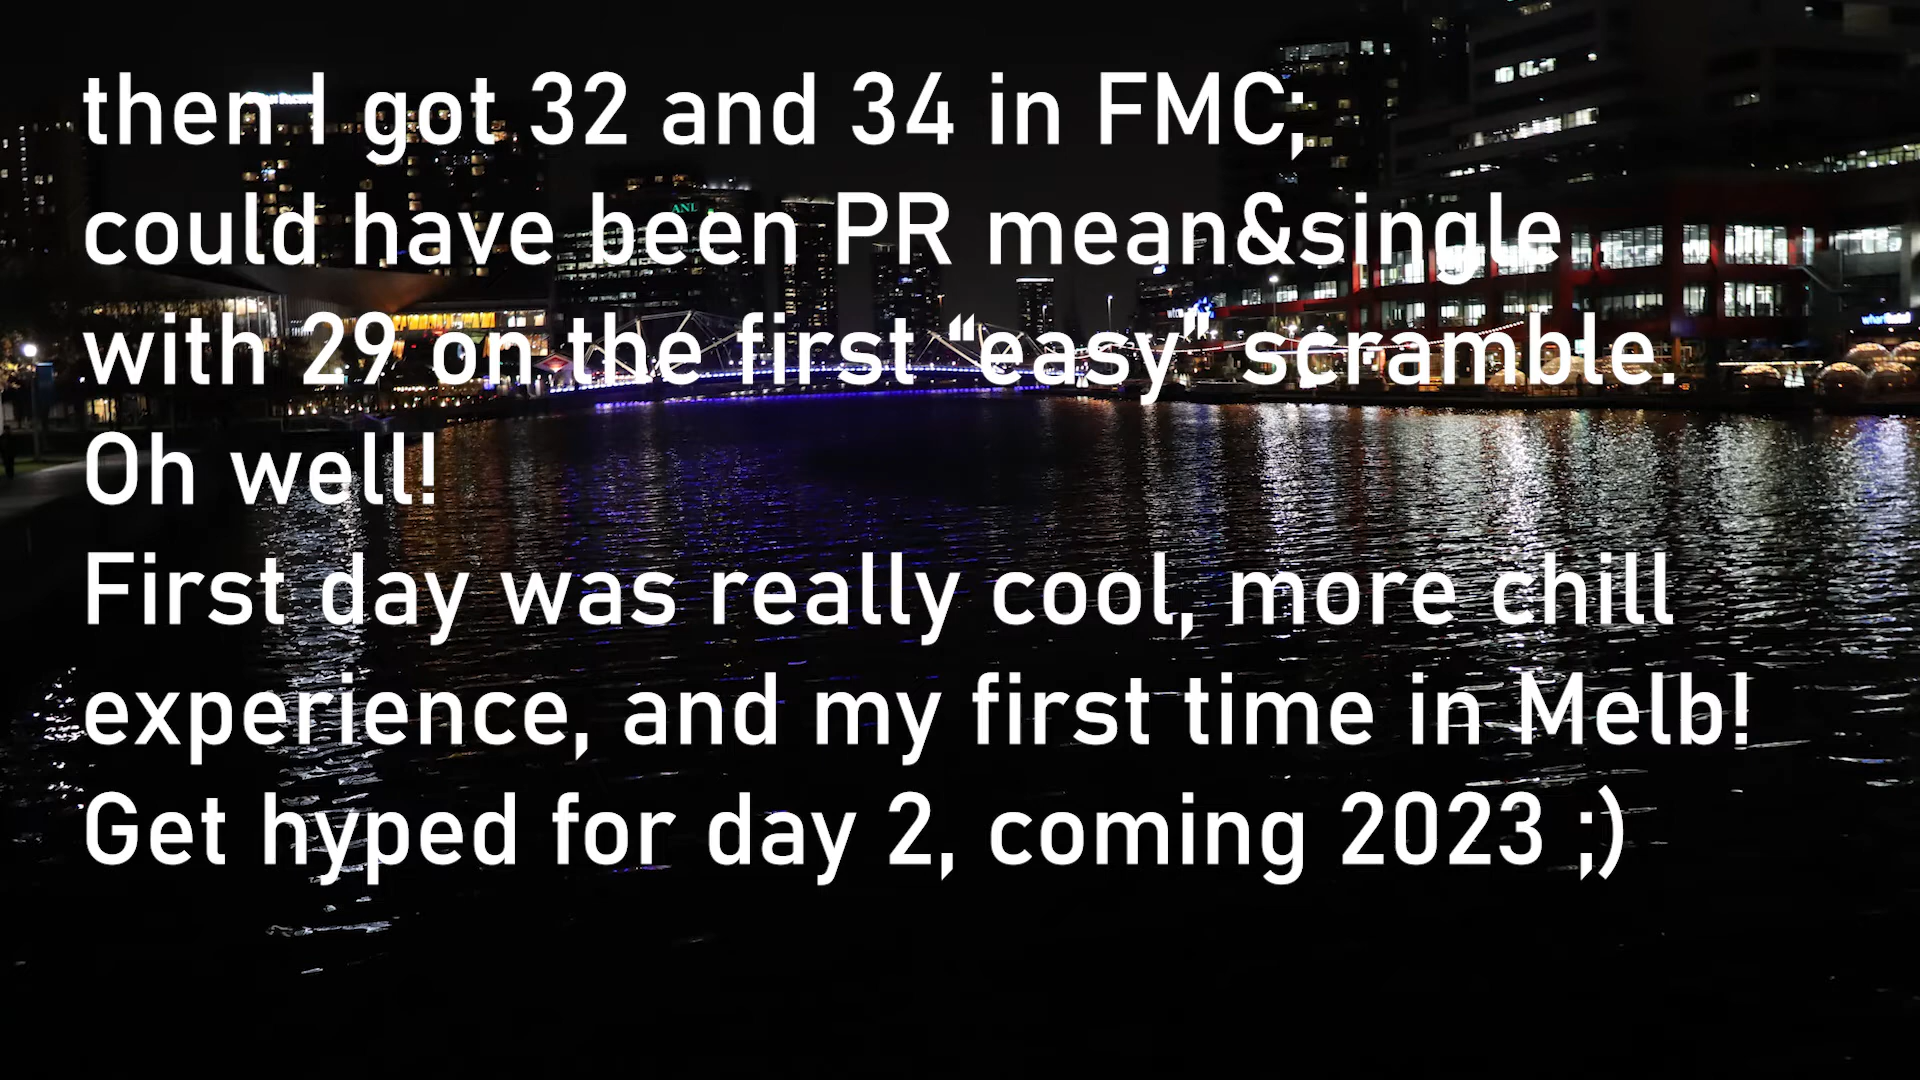 then I got 32 and 34 in FMC;
could have been PR mean&single
with 29 on the first “easy” scramble.
Oh well!
First day was really cool, more chill
experience, and my first time in Melb!
Get hyped for day 2, coming 2023 ;)
ANL